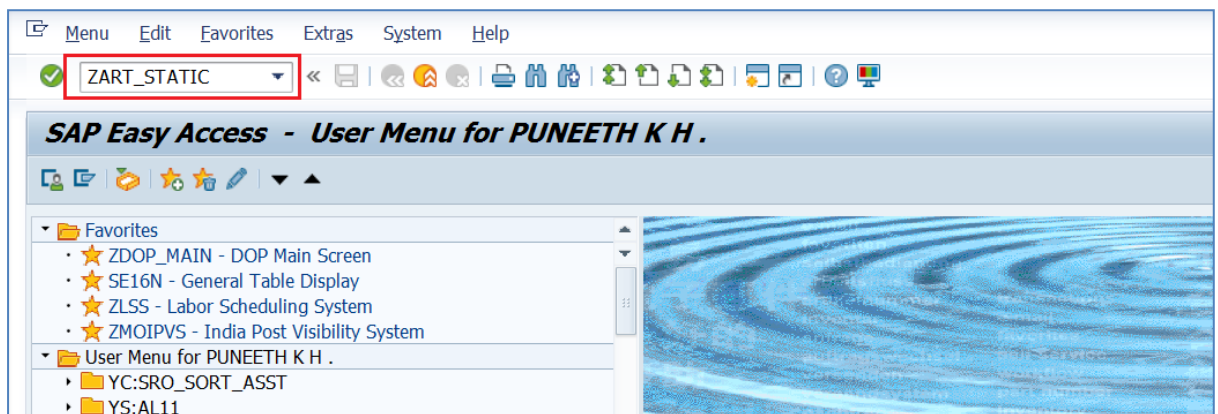 Menu Edit Favorites Extras System Help
ZART_STATIC
SAP Easy Access - User Menu for PUNEETH K H .
Favorites
ZDOP_MAIN - DOP Main Screen
SE16N - General Table Display
ZLSS - Labor Scheduling System
ZMOIPVS - India Post Visibility System
User Menu for PUNEETH K H .
YC:SRO_SORT_ASST
YS:AL11